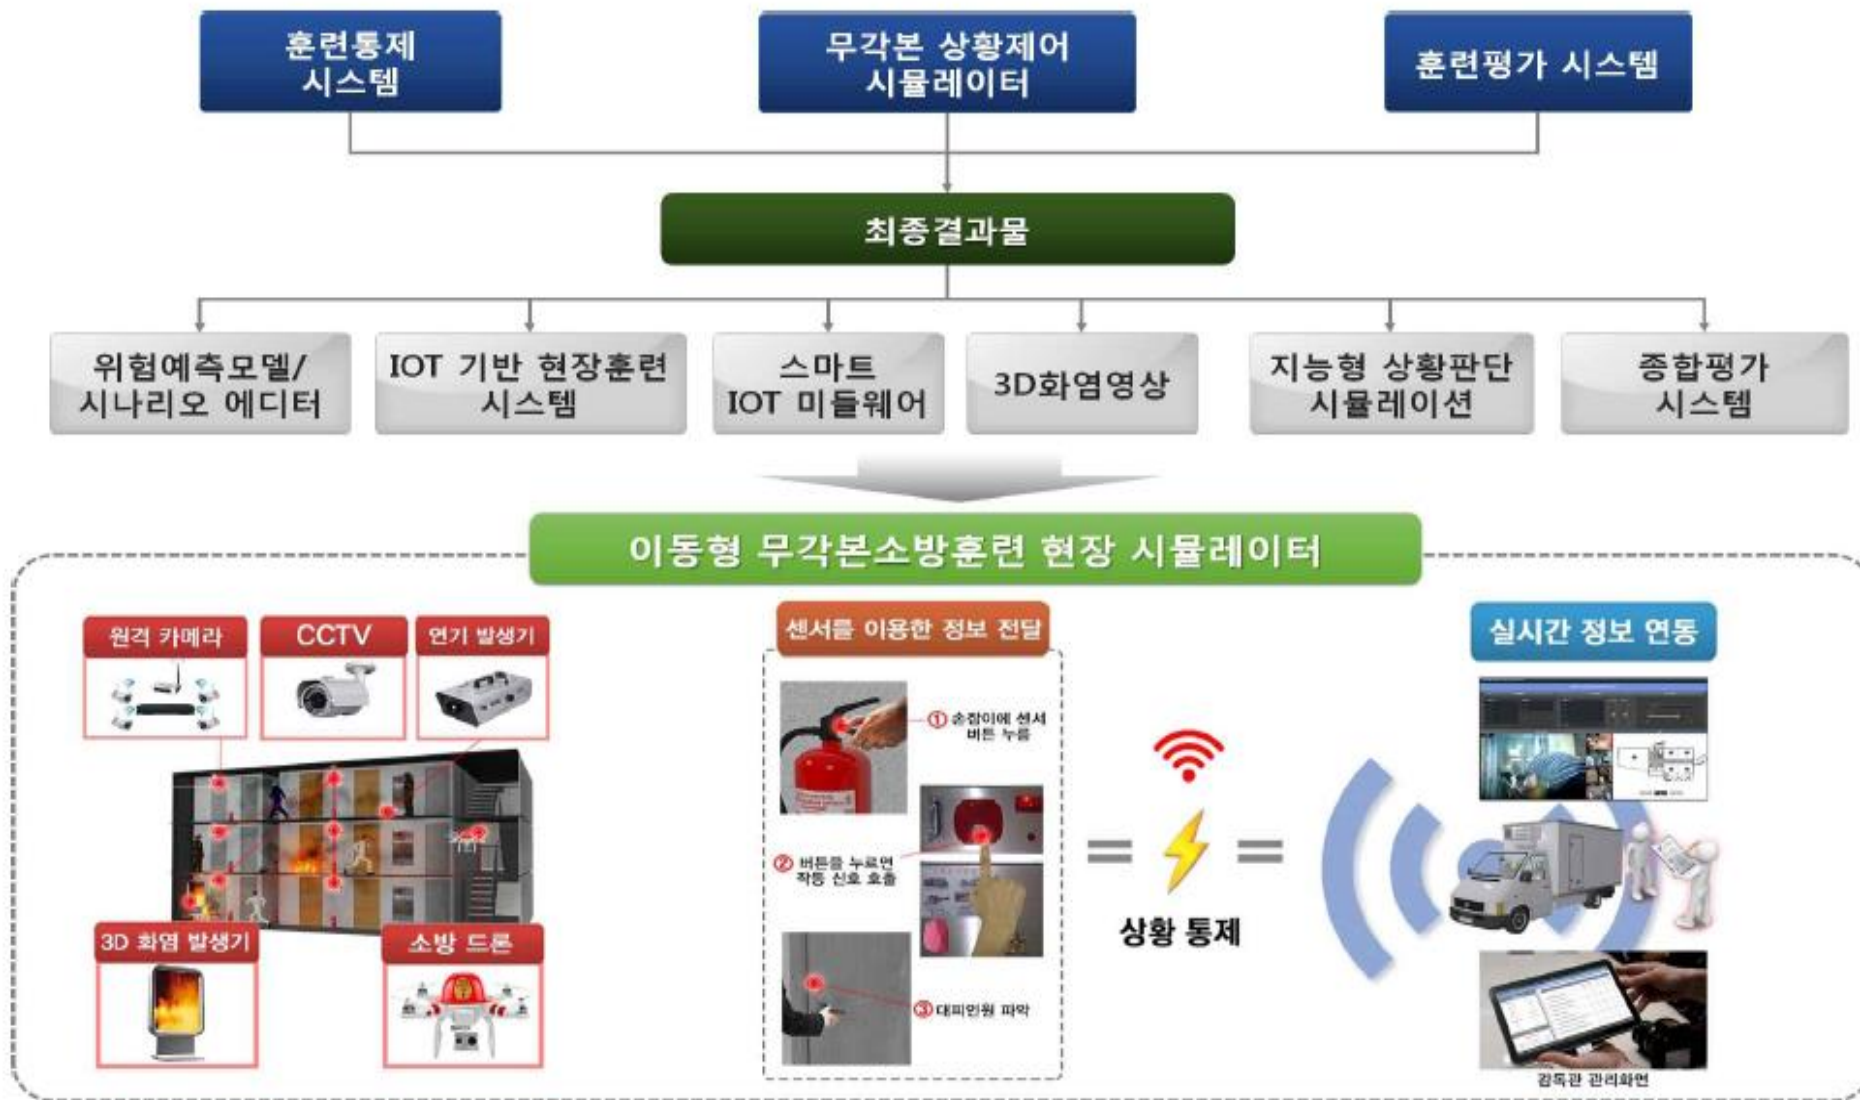 훈련통제
시스템
무각본 상황제어
시뮬레이터
훈련평가 시스템
최종결과물
위험예측모델/
시나리오 에디터
IOT 기반 현장훈련
시스템
스마트
IOT 미들웨어
3D화염영상
지능형 상황판단
시뮬레이션
종합평가
시스템
이동형 무각본소방훈련 현장 시뮬레이터
원격 카메라
CCTV
연기 발생기
3D 화염 발생기
소방 드론
센서를 이용한 정보 전달
① 손잡이에 센서
버튼 누름
② 버튼을 누르면
작동 신호 호출
③ 대피인원 파악
상황 통제
실시간 정보 연동
감독관 관리화면